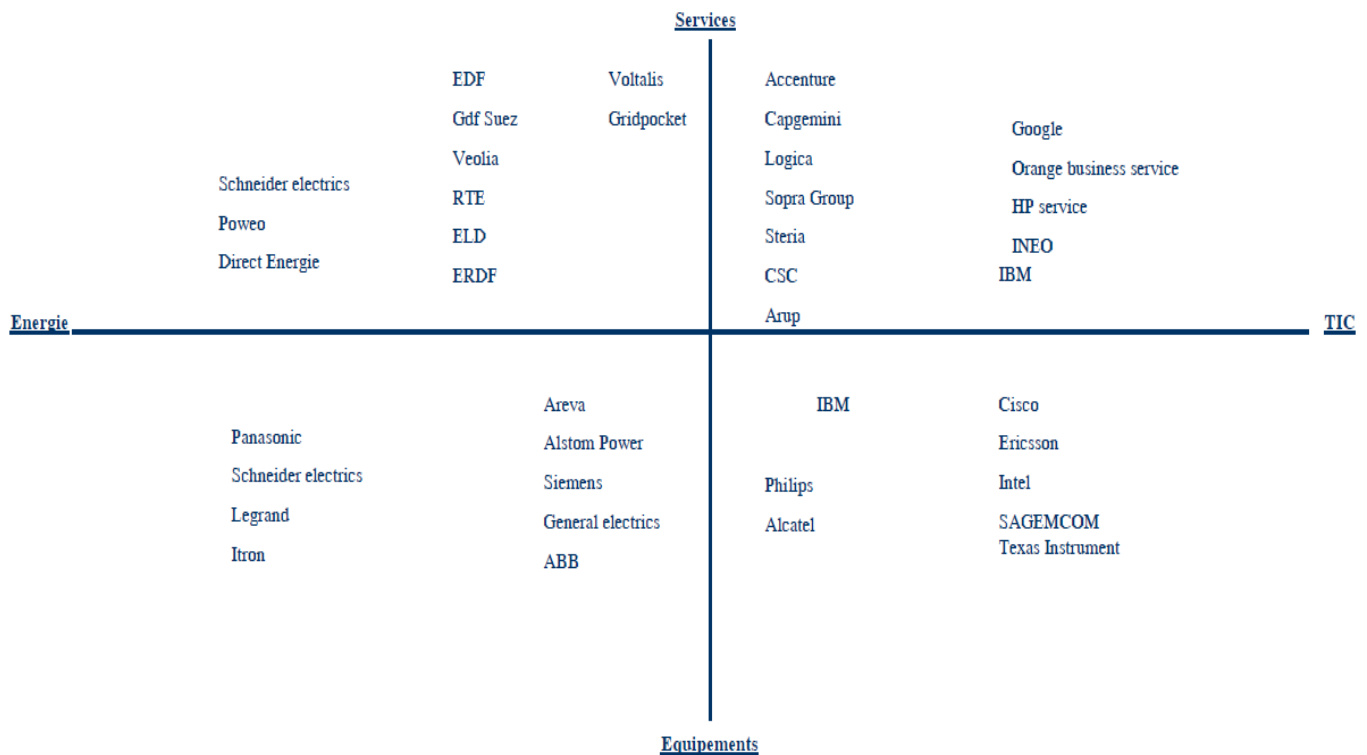 Services
EDF
Gdf Suez
Veolia
RTE
ELD
ERDF
Voltalis
Gridpocket
Schneider electrics
Poweo
Direct Energie
Accenture
Capgemini
Logica
Sopra Group
Steria
CSC
Arup
Google
Orange business service
HP service
INEO
IBM
Energie
TIC
Panasonic
Schneider electrics
Legrand
Itron
Areva
Alstom Power
Siemens
General electrics
ABB
IBM
Philips
Alcatel
Cisco
Ericsson
Intel
SAGEMCOM
Texas Instrument
Equipements